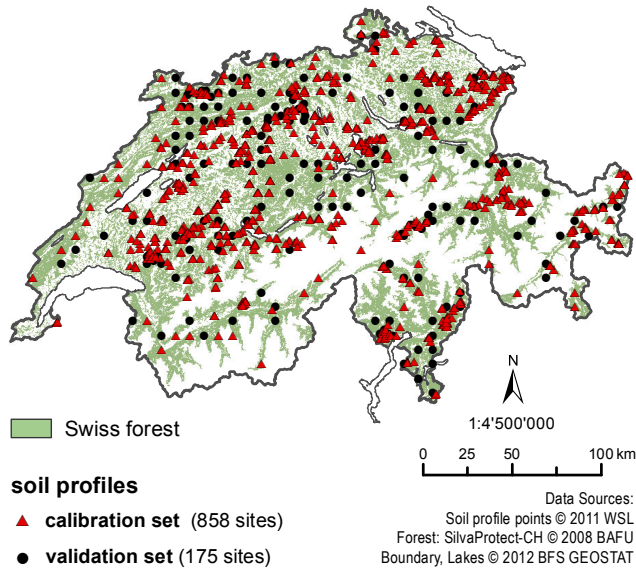 N
1:4'500'000
Swiss forest
0 25 50 100 km
soil profiles
calibration set (858 sites)
validation set (175 sites)
Data Sources:
Soil profile points © 2011 WSL
Forest: SilvaProtect-CH © 2008 BAFU
Boundary, Lakes © 2012 BFS GEOSTAT